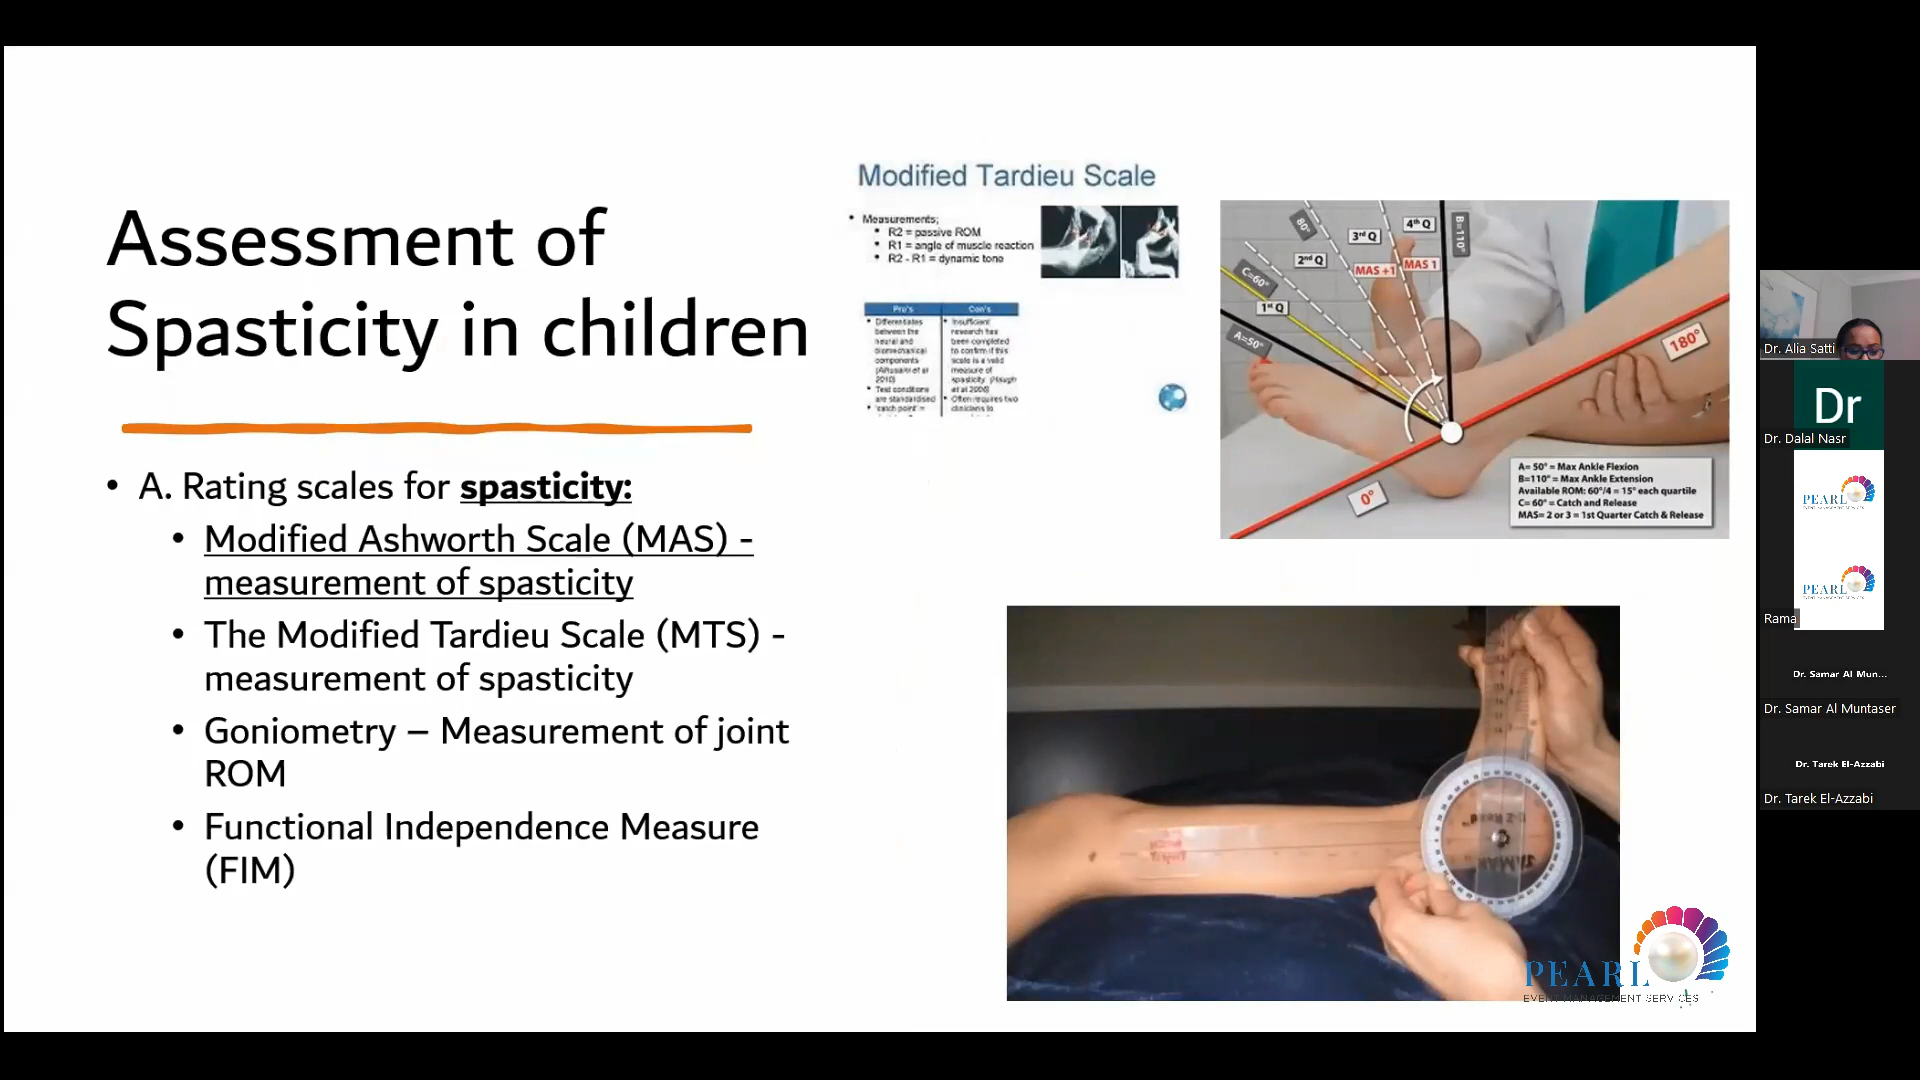 Assessment of
Spasticity in children
• A. Rating scales for spasticity:
• Modified Ashworth Scale (MAS) -
measurement of spasticity
• The Modified Tardieu Scale (MTS) -
measurement of spasticity
• Goniometry – Measurement of joint
ROM
• Functional Independence Measure
(FIM)
Modified Tardieu Scale
• Measurements;
• R2 = passive ROM
• R1 = angle of muscle reaction
• R2 - R1 = dynamic tone
Pro's
• Differentiates
between the
neural and
biomechanical
components
2010)
• Test conditions
are standardised
• 'catch point' =
Con's
• Insufficient
research has
been completed
to confirm if this
scale is a valid
measure of
spasticity (Haugh
et al 2006)
• Often requires two
clinicians to
A=50°
1st Q
C=60°
2nd Q
80°
3rd Q
MAS +1
4th Q
MAS 1
B=110°
180°
0°
A= 50° = Max Ankle Flexion
B=110° = Max Ankle Extension
Available ROM: 60°/4 = 15° each quartile
C= 60° = Catch and Release
MAS= 2 or 3 = 1st Quarter Catch & Release
JAMAR
PEARL
EVENT MANAGEMENT SERVICES
Dr. Alia Satti
Dr
Dr. Dalal Nasr
PEARL
EVENT MANAGEMENT SERVICES
PEARL
EVENT MANAGEMENT SERVICES
Rama
Dr. Samar Al Mun...
Dr. Samar Al Muntaser
Dr. Tarek El-Azzabi
Dr. Tarek El-Azzabi